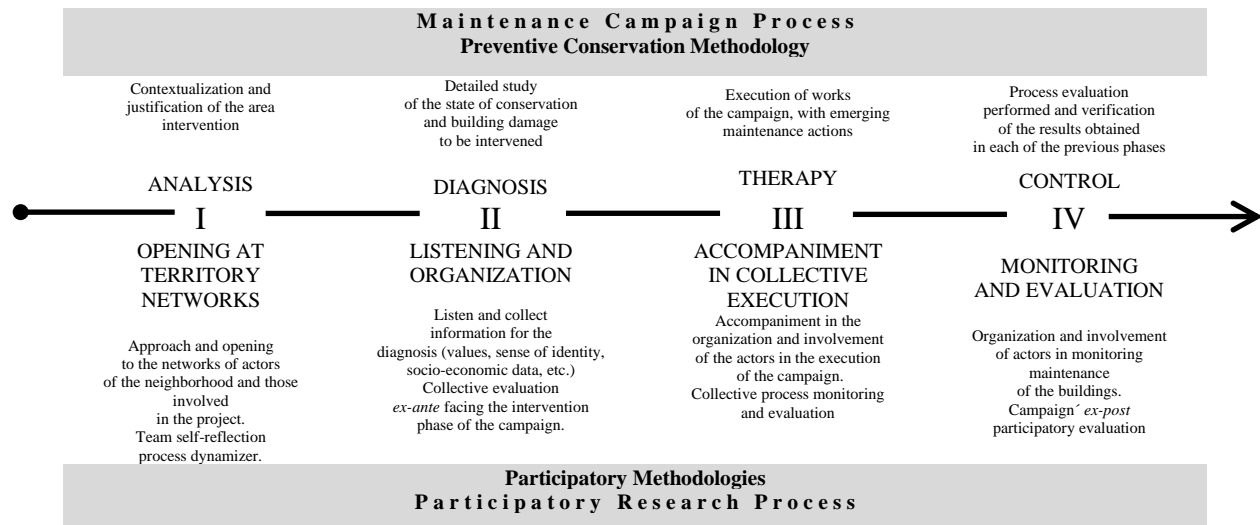 Maintenance Campaign Process
Preventive Conservation Methodology
Contextualization and
justification of the area
intervention
Detailed study
of the state of conservation
and building damage
to be intervened
Execution of works
of the campaign, with emerging
maintenance actions
Process evaluation
performed and verification
of the results obtained
in each of the previous phases
ANALYSIS
DIAGNOSIS
THERAPY
CONTROL
I
II
III
IV
OPENING AT
TERRITORY
NETWORKS
LISTENING AND
ORGANIZATION
ACCOMPANIMENT
IN COLLECTIVE
EXECUTION
MONITORING
AND EVALUATION
Approach and opening
to the networks of actors
of the neighborhood and those
involved
in the project.
Team self-reflection
process dynamizer.
Listen and collect
information for the
diagnosis (values, sense of identity,
socio-economic data, etc.)
Collective evaluation
ex-ante facing the intervention
phase of the campaign.
Accompaniment in the
organization and involvement
of the actors in the execution
of the campaign.
Collective process monitoring
and evaluation
Organization and involvement
of actors in monitoring
maintenance
of the buildings.
Campaign´ ex-post
participatory evaluation
Participatory Methodologies
Participatory Research Process